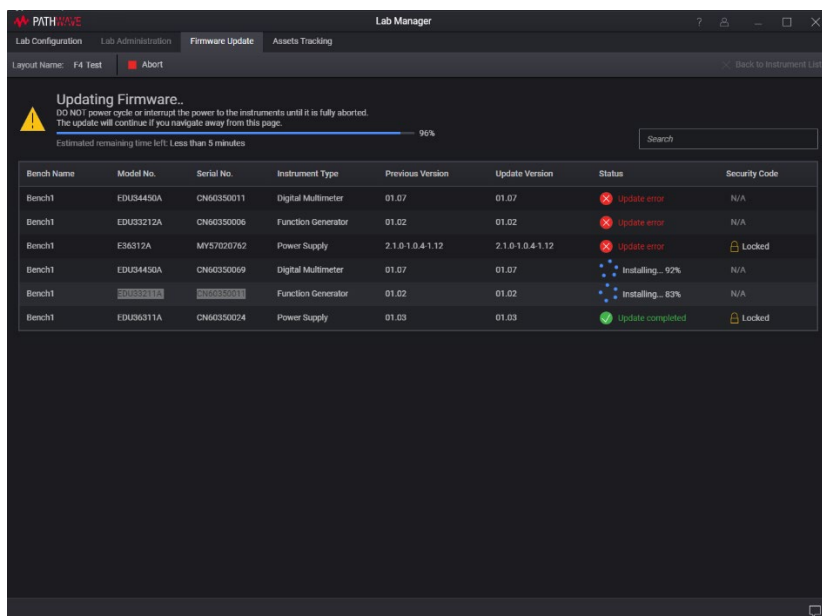 PATHWAVE
Lab Manager
Lab Configuration Lab Administration Firmware Update Assets Tracking
Layout Name: F4 Test Abort Back to Instrument List
Updating Firmware..
DO NOT power cycle or interrupt the power to the instruments until it is fully aborted.
The update will continue if you navigate away from this page.
96%
Estimated remaining time left: Less than 5 minutes
Search
Bench Name Model No. Serial No. Instrument Type Previous Version Update Version Status Security Code
Bench1 EDU34450A CN60350011 Digital Multimeter 01.07 01.07 Update error N/A
Bench1 EDU33212A CN60350006 Function Generator 01.02 01.02 Update error N/A
Bench1 E36312A MY57020762 Power Supply 2.1.0-1.0.4-1.12 2.1.0-1.0.4-1.12 Update error Locked
Bench1 EDU34450A CN60350069 Digital Multimeter 01.07 01.07 Installing... 92% N/A
Bench1 EDU33211A CN60350011 Function Generator 01.02 01.02 Installing... 83% N/A
Bench1 EDU36311A CN60350024 Power Supply 01.03 01.03 Update completed Locked